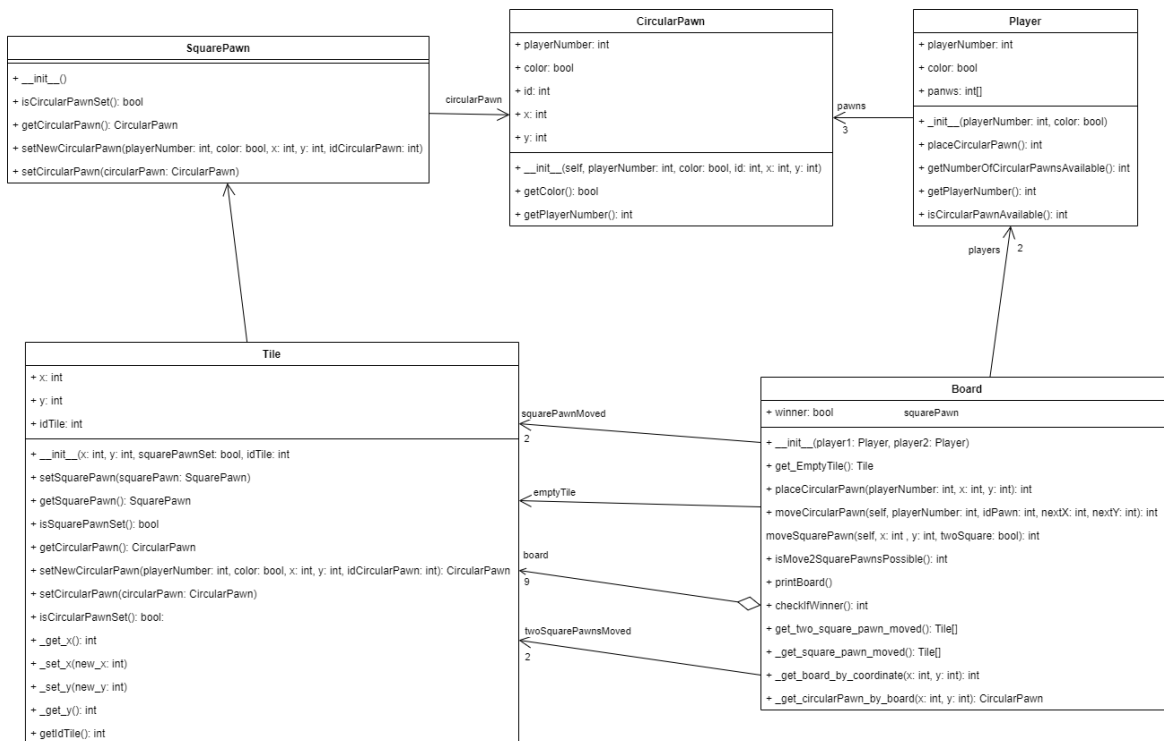 SquarePawn
+ __init__()
+ isCircularPawnSet(): bool
+ getCircularPawn(): CircularPawn
+ setNewCircularPawn(playerNumber: int, color: bool, x: int, y: int, idCircularPawn: int)
+ setCircularPawn(circularPawn: CircularPawn)
circularPawn
CircularPawn
+ playerNumber: int
+ color: bool
+ id: int
+ x: int
+ y: int
+ __init__(self, playerNumber: int, color: bool, id: int, x: int, y: int)
+ getColor(): bool
+ getPlayerNumber(): int
pawns
3
Player
+ playerNumber: int
+ color: bool
+ panws: int[]
+ _init__(playerNumber: int, color: bool)
+ placeCircularPawn(): int
+ getNumberOfCircularPawnsAvailable(): int
+ getPlayerNumber(): int
+ isCircularPawnAvailable(): int
players
2
Tile
+ x: int
+ y: int
+ idTile: int
+ __init__(x: int, y: int, squarePawnSet: bool, idTile: int
+ setSquarePawn(squarePawn: SquarePawn)
+ getSquarePawn(): SquarePawn
+ isSquarePawnSet(): bool
+ getCircularPawn(): CircularPawn
+ setNewCircularPawn(playerNumber: int, color: bool, x: int, y: int, idCircularPawn: int): CircularPawn
+ setCircularPawn(circularPawn: CircularPawn)
+ isCircularPawnSet(): bool:
+ _get_x(): int
+ _set_x(new_x: int)
+ _set_y(new_y: int)
+ _get_y(): int
+ getIdTile(): int
squarePawnMoved
2
emptyTile
board
9
twoSquarePawnsMoved
2
Board
+ winner: bool
squarePawn
+ __init__(player1: Player, player2: Player)
+ get_EmptyTile(): Tile
+ placeCircularPawn(playerNumber: int, x: int, y: int): int
+ moveCircularPawn(self, playerNumber: int, idPawn: int, nextX: int, nextY: int): int
moveSquarePawn(self, x: int , y: int, twoSquare: bool): int
+ isMove2SquarePawnsPossible(): int
+ printBoard()
+ checkIfWinner(): int
+ get_two_square_pawn_moved(): Tile[]
+ _get_square_pawn_moved(): Tile[]
+ _get_board_by_coordinate(x: int, y: int): int
+ _get_circularPawn_by_board(x: int, y: int): CircularPawn